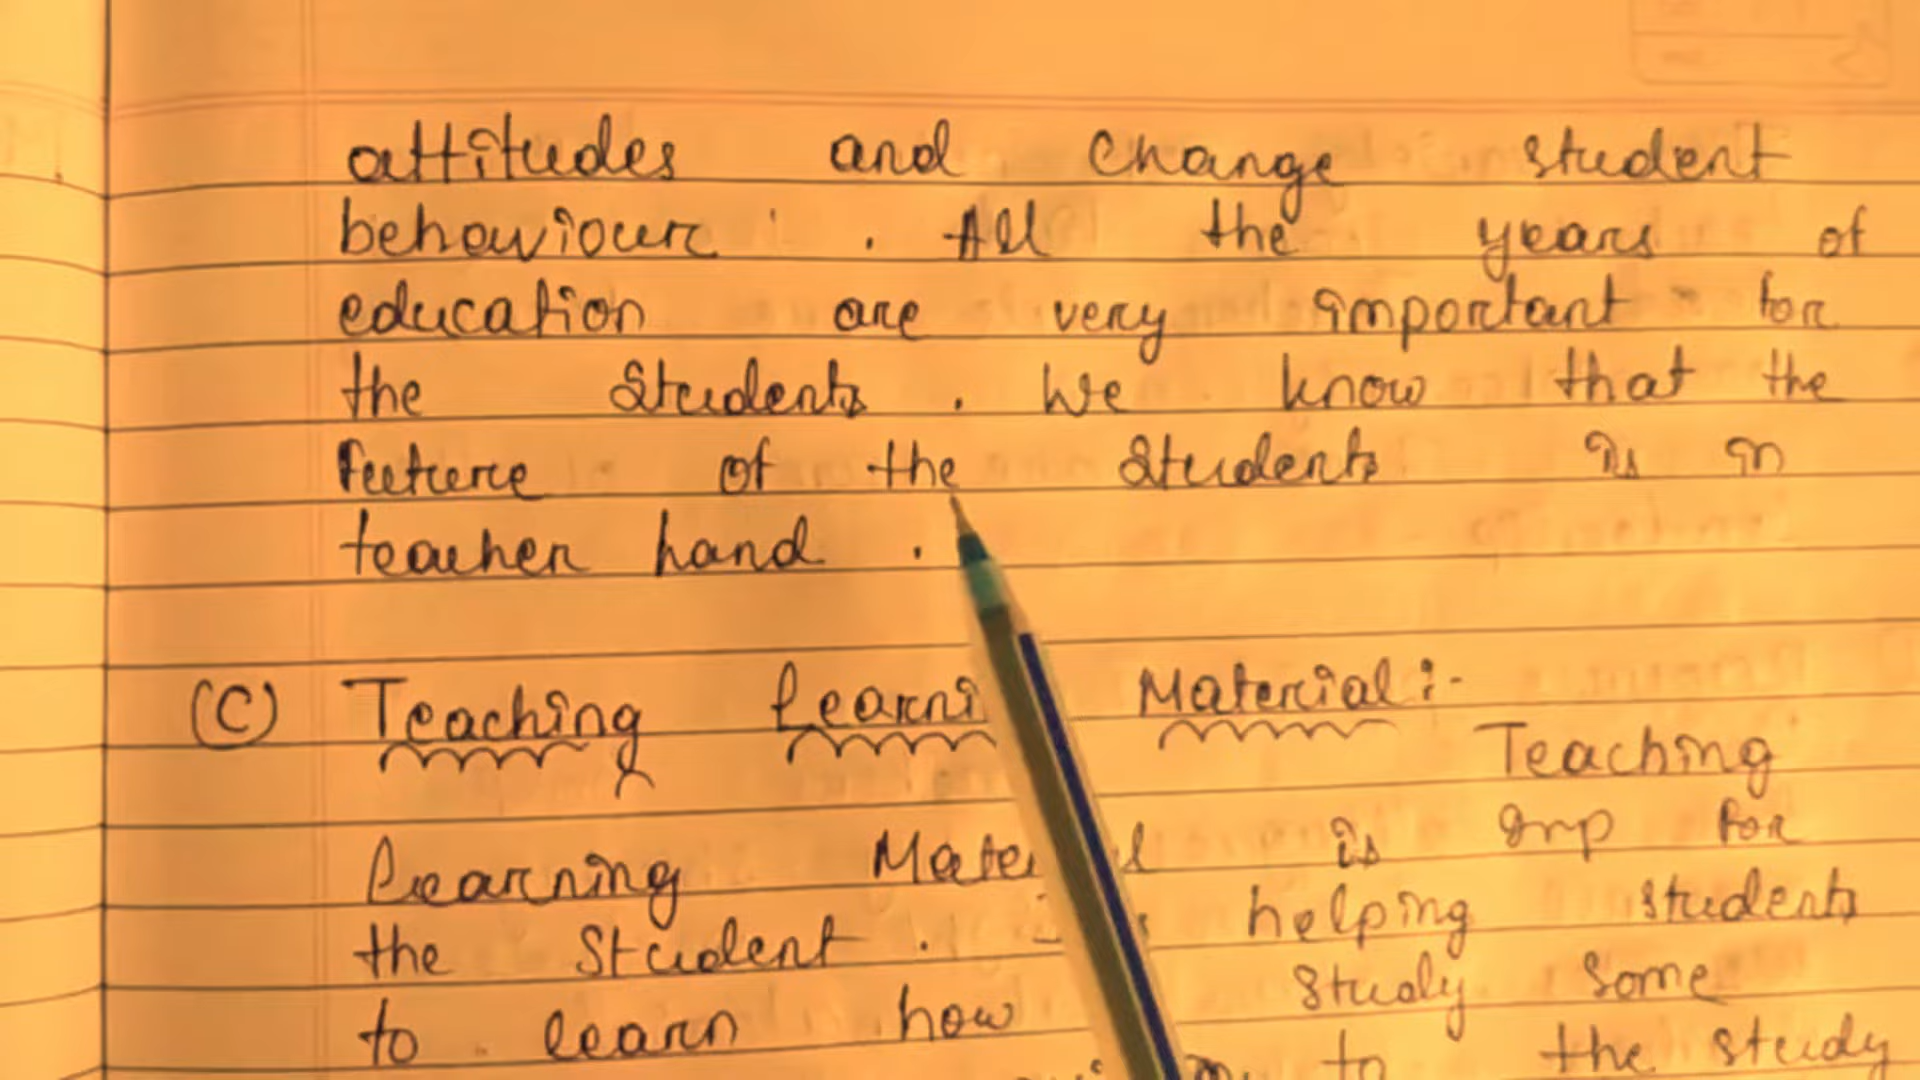 attitudes and change student
behaviour . All the years of
education are very important for
the students . We know that the
future of the students is in
teacher hand .
(C) Teaching Learni Material :-
Teaching
Learning is Imp for
the Student . helping students
to learn how study some
to the study